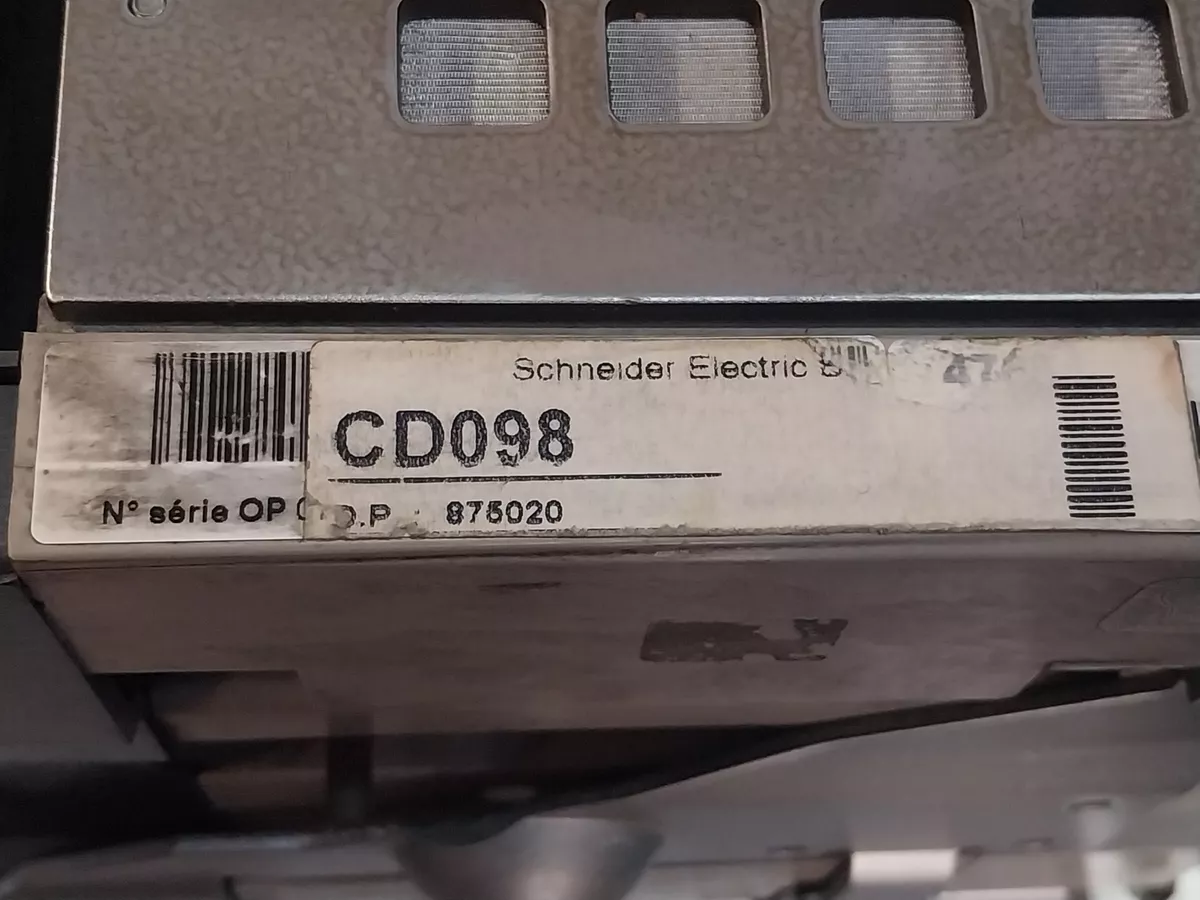 Schneider Electric
CD098
N° série OP
O.P : 875020